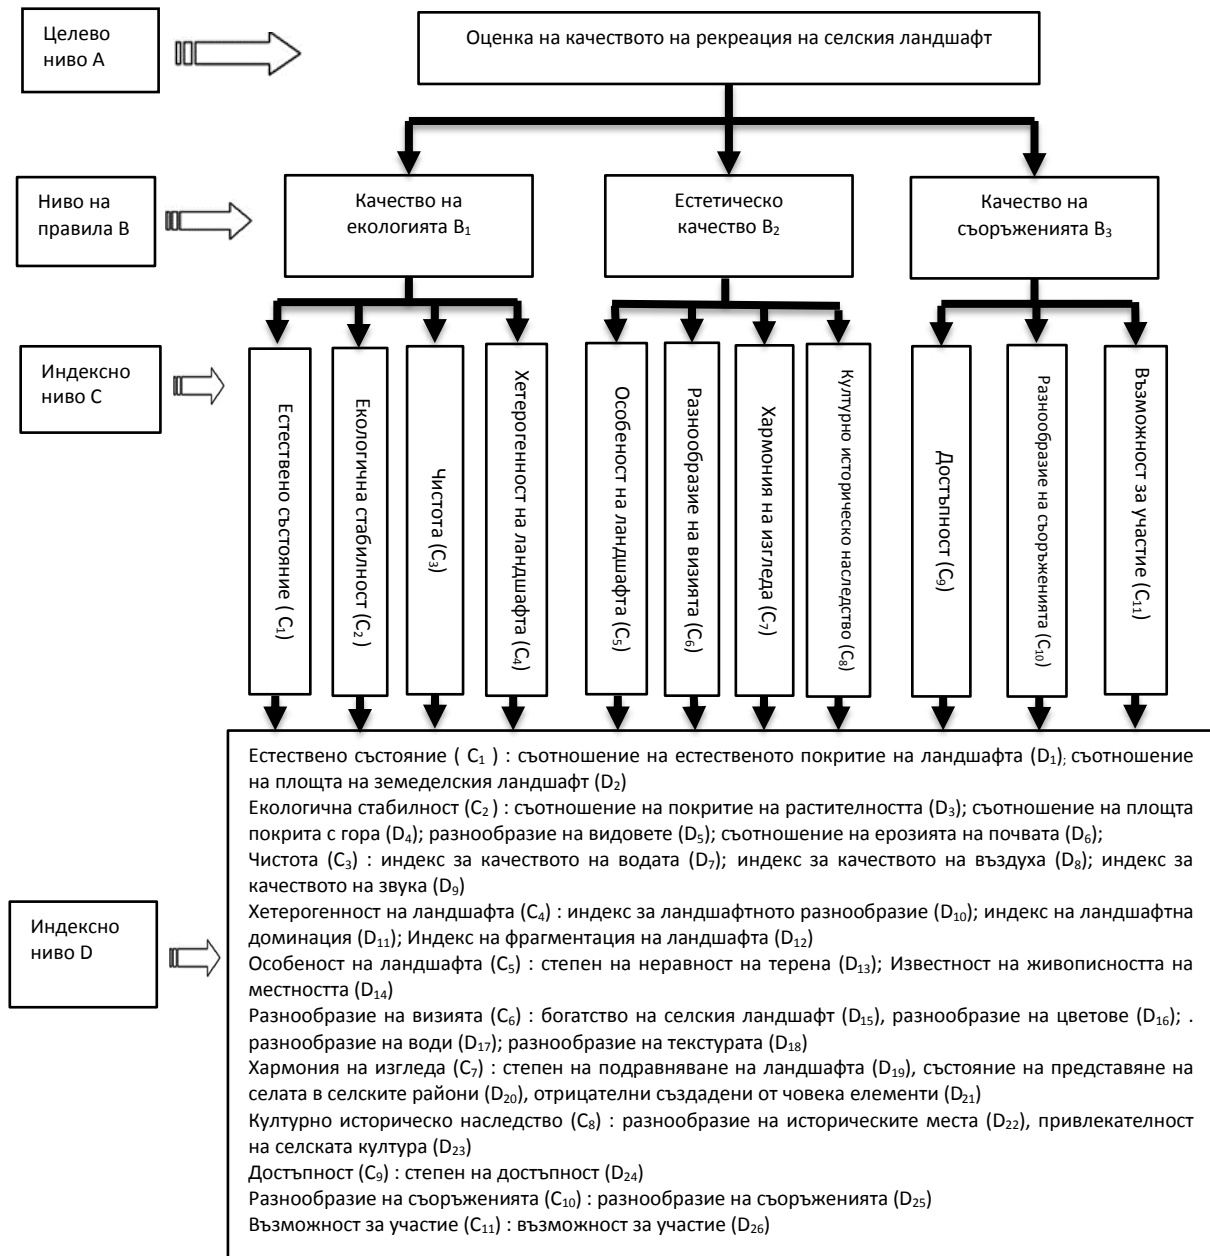 Целево
ниво А
Оценка на качеството на рекреация на селския ландшафт
Ниво на
правила В
Качество на
екологията В₁
Естетическо
качество В₂
Качество на
съоръженията В₃
Индексно
ниво С
Естествено състояние ( С₁)
Екологична стабилност (С₂ )
Чистота (С₃)
Хетерогенност на ландшафта (С₄)
Особеност на ландшафта (С₅)
Разнообразие на визията (С₆)
Хармония на изгледа (С₇)
Културно историческо наследство (С₈)
Достъпност (С₉)
Разнообразие на съоръженията (С₁₀)
Възможност за участие (С₁₁)
Индексно
ниво D
Естествено състояние ( С₁ ) : съотношение на естественото покритие на ландшафта (D₁); съотношение
на площта на земеделския ландшафт (D₂)
Екологична стабилност (С₂ ) : съотношение на покритие на растителността (D₃); съотношение на площта
покрита с гора (D₄); разнообразие на видовете (D₅); съотношение на ерозията на почвата (D₆);
Чистота (С₃) : индекс за качеството на водата (D₇); индекс за качеството на въздуха (D₈); индекс за
качеството на звука (D₉)
Хетерогенност на ландшафта (С₄) : индекс за ландшафтното разнообразие (D₁₀); индекс на ландшафтна
доминация (D₁₁); Индекс на фрагментация на ландшафта (D₁₂)
Особеност на ландшафта (С₅) : степен на неравност на терена (D₁₃); Известност на живописността на
местността (D₁₄)
Разнообразие на визията (С₆) : богатство на селския ландшафт (D₁₅), разнообразие на цветове (D₁₆); .
разнообразие на води (D₁₇); разнообразие на текстурата (D₁₈)
Хармония на изгледа (С₇) : степен на подравняване на ландшафта (D₁₉), състояние на представяне на
селата в селските райони (D₂₀), отрицателни създадени от човека елементи (D₂₁)
Културно историческо наследство (С₈) : разнообразие на историческите места (D₂₂), привлекателност
на селската култура (D₂₃)
Достъпност (С₉) : степен на достъпност (D₂₄)
Разнообразие на съоръженията (С₁₀) : разнообразие на съоръженията (D₂₅)
Възможност за участие (С₁₁) : възможност за участие (D₂₆)